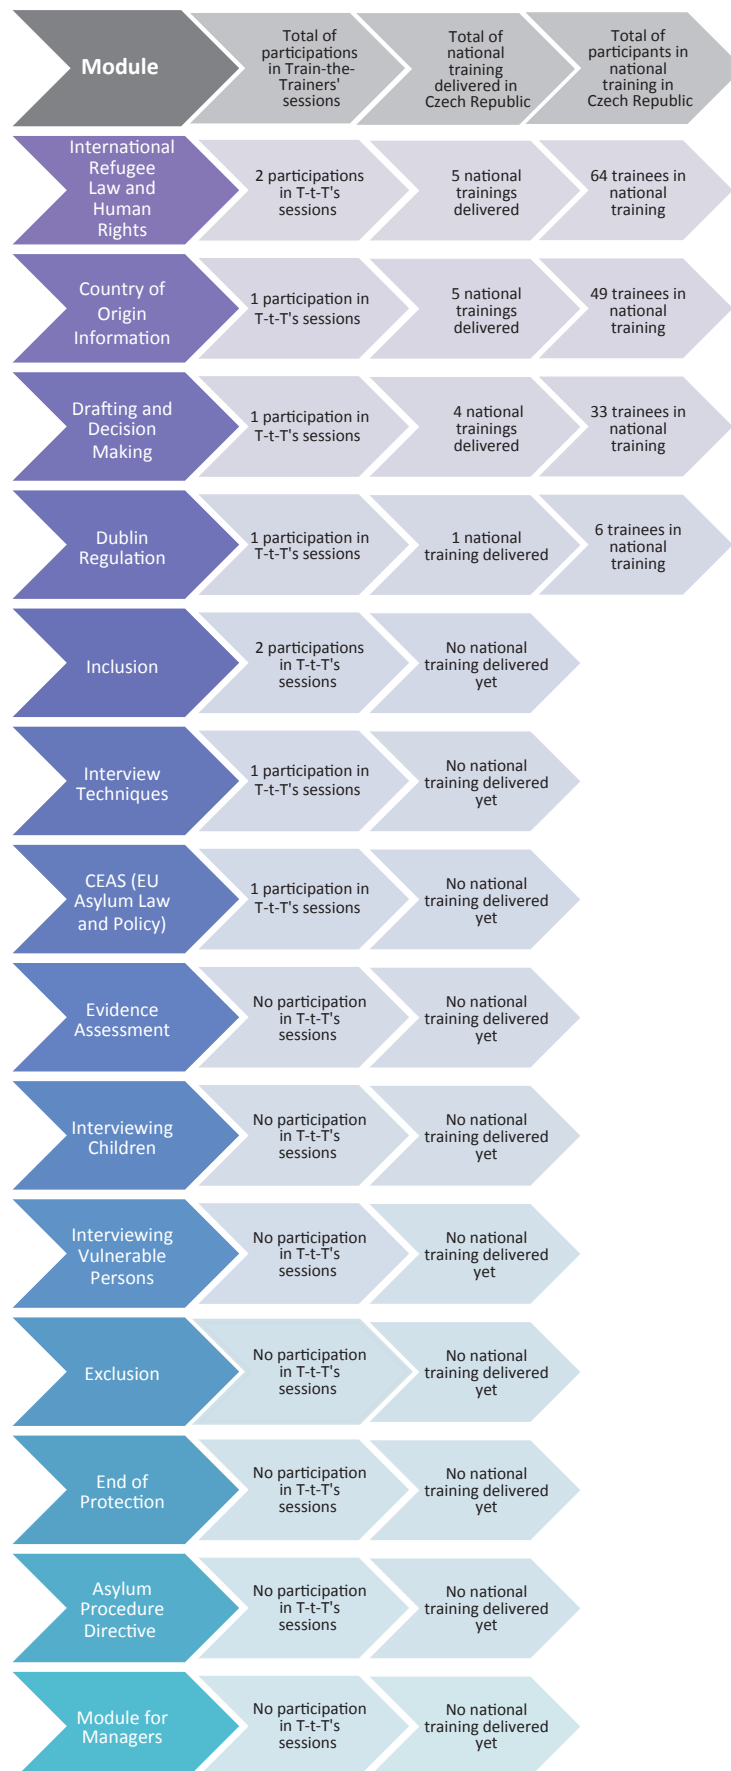 Module
Total of
participations
in Train-the-
Trainers'
sessions
Total of
national
training
delivered in
Czech Republic
Total of
participants in
national
training in
Czech Republic
International
Refugee
Law and
Human
Rights
2 participations
in T-t-T's
sessions
5 national
trainings
delivered
64 trainees in
national
training
Country of
Origin
Information
1 participation in
T-t-T's sessions
5 national
trainings
delivered
49 trainees in
national
training
Drafting and
Decision
Making
1 participation in
T-t-T's sessions
4 national
trainings
delivered
33 trainees in
national
training
Dublin
Regulation
1 participation in
T-t-T's sessions
1 national
training delivered
6 trainees in
national
training
Inclusion
2 participations
in T-t-T's
sessions
No national
training delivered
yet
Interview
Techniques
1 participation in
T-t-T's sessions
No national
training delivered
yet
CEAS (EU
Asylum Law
and Policy)
1 participation in
T-t-T's sessions
No national
training delivered
yet
Evidence
Assessment
No participation
in T-t-T's
sessions
No national
training delivered
yet
Interviewing
Children
No participation
in T-t-T's
sessions
No national
training delivered
yet
Interviewing
Vulnerable
Persons
No participation
in T-t-T's
sessions
No national
training delivered
yet
Exclusion
No participation
in T-t-T's
sessions
No national
training delivered
yet
End of
Protection
No participation
in T-t-T's
sessions
No national
training delivered
yet
Asylum
Procedure
Directive
No participation
in T-t-T's
sessions
No national
training delivered
yet
Module for
Managers
No participation
in T-t-T's
sessions
No national
training delivered
yet